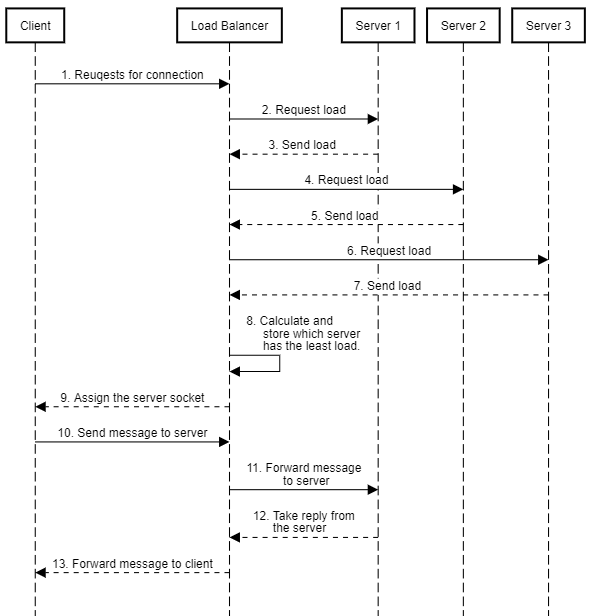 Client
Load Balancer
Server 1
Server 2
Server 3
1. Reuqests for connection
2. Request load
3. Send load
4. Request load
5. Send load
6. Request load
7. Send load
8. Calculate and
store which server
has the least load.
9. Assign the server socket
10. Send message to server
11. Forward message
to server
12. Take reply from
the server
13. Forward message to client